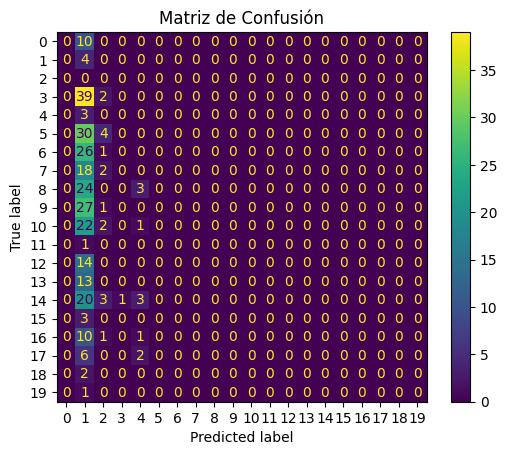 Matriz de Confusión
0 0 10 0 0 0 0 0 0 0 0 0 0 0 0 0 0 0 0 0 0
1 0 4 0 0 0 0 0 0 0 0 0 0 0 0 0 0 0 0 0 0
2 0 0 0 0 0 0 0 0 0 0 0 0 0 0 0 0 0 0 0 0
3 0 39 2 0 0 0 0 0 0 0 0 0 0 0 0 0 0 0 0 0
4 0 3 0 0 0 0 0 0 0 0 0 0 0 0 0 0 0 0 0 0
5 0 30 4 0 0 0 0 0 0 0 0 0 0 0 0 0 0 0 0 0
6 0 26 1 0 0 0 0 0 0 0 0 0 0 0 0 0 0 0 0 0
7 0 18 2 0 0 0 0 0 0 0 0 0 0 0 0 0 0 0 0 0
8 0 24 0 0 3 0 0 0 0 0 0 0 0 0 0 0 0 0 0 0
9 0 27 1 0 0 0 0 0 0 0 0 0 0 0 0 0 0 0 0 0
10 0 22 2 0 1 0 0 0 0 0 0 0 0 0 0 0 0 0 0 0
11 0 1 0 0 0 0 0 0 0 0 0 0 0 0 0 0 0 0 0 0
12 0 14 0 0 0 0 0 0 0 0 0 0 0 0 0 0 0 0 0 0
13 0 13 0 0 0 0 0 0 0 0 0 0 0 0 0 0 0 0 0 0
14 0 20 3 1 3 0 0 0 0 0 0 0 0 0 0 0 0 0 0 0
15 0 3 0 0 0 0 0 0 0 0 0 0 0 0 0 0 0 0 0 0
16 0 10 1 0 1 0 0 0 0 0 0 0 0 0 0 0 0 0 0 0
17 0 6 0 0 2 0 0 0 0 0 0 0 0 0 0 0 0 0 0 0
18 0 2 0 0 0 0 0 0 0 0 0 0 0 0 0 0 0 0 0 0
19 0 1 0 0 0 0 0 0 0 0 0 0 0 0 0 0 0 0 0 0
0 1 2 3 4 5 6 7 8 9 10 11 12 13 14 15 16 17 18 19
True label
Predicted label
35
30
25
20
15
10
5
0